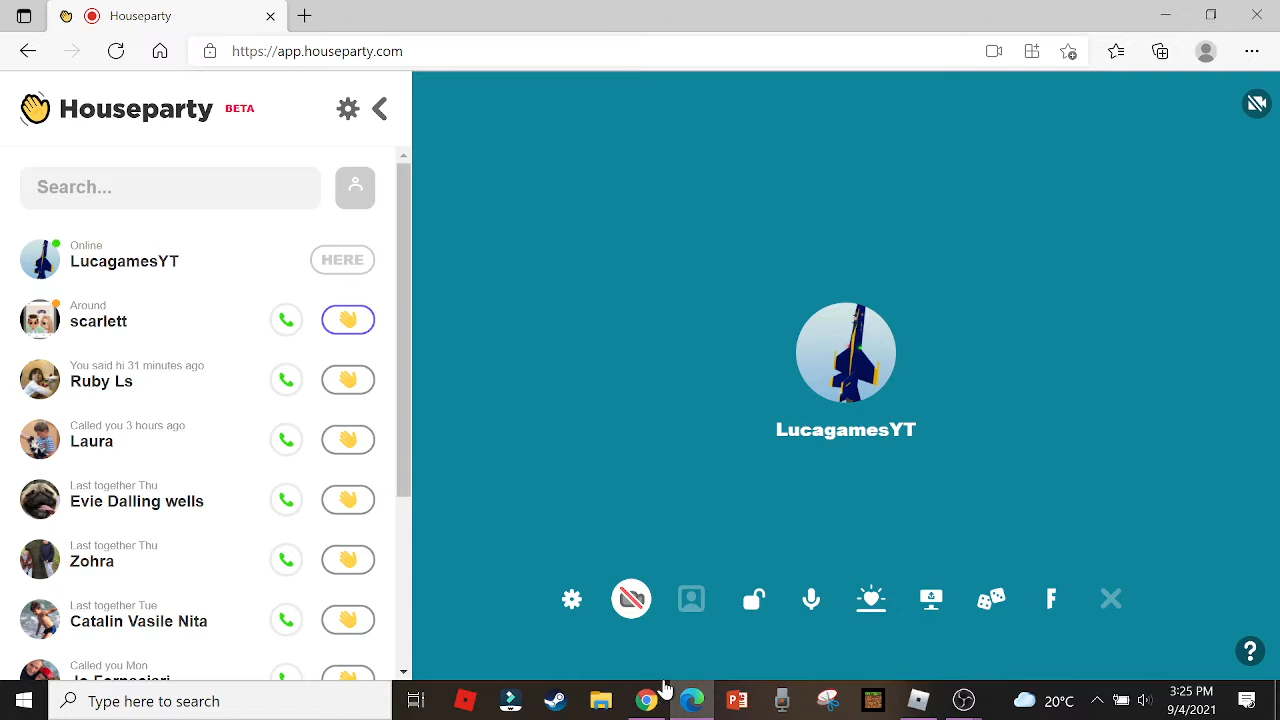 Houseparty
https://app.houseparty.com
Houseparty BETA
Search...
Online
LucagamesYT
HERE
Around
scarlett
You said hi 31 minutes ago
Ruby Ls
Called you 3 hours ago
Laura
Last together Thu
Evie Dalling wells
Last together Thu
Zohra
Last together Tue
Catalin Vasile Nita
Called you Mon
LucagamesYT
F
?
Type here to search
20°C
3:25 PM
9/4/2021